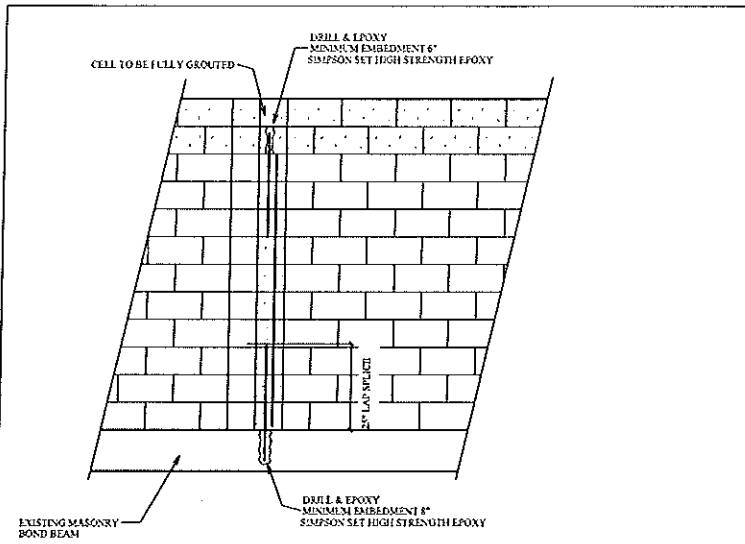 DRILL & EPOXY
MINIMUM EMBEDMENT 6"
SIMPSON SET HIGH STRENGTH EPOXY
CELL TO BE FULLY GROUTED
25" LAP SPLICE
DRILL & EPOXY
MINIMUM EMBEDMENT 8"
SIMPSON SET HIGH STRENGTH EPOXY
EXISTING MASONRY
BOND BEAM